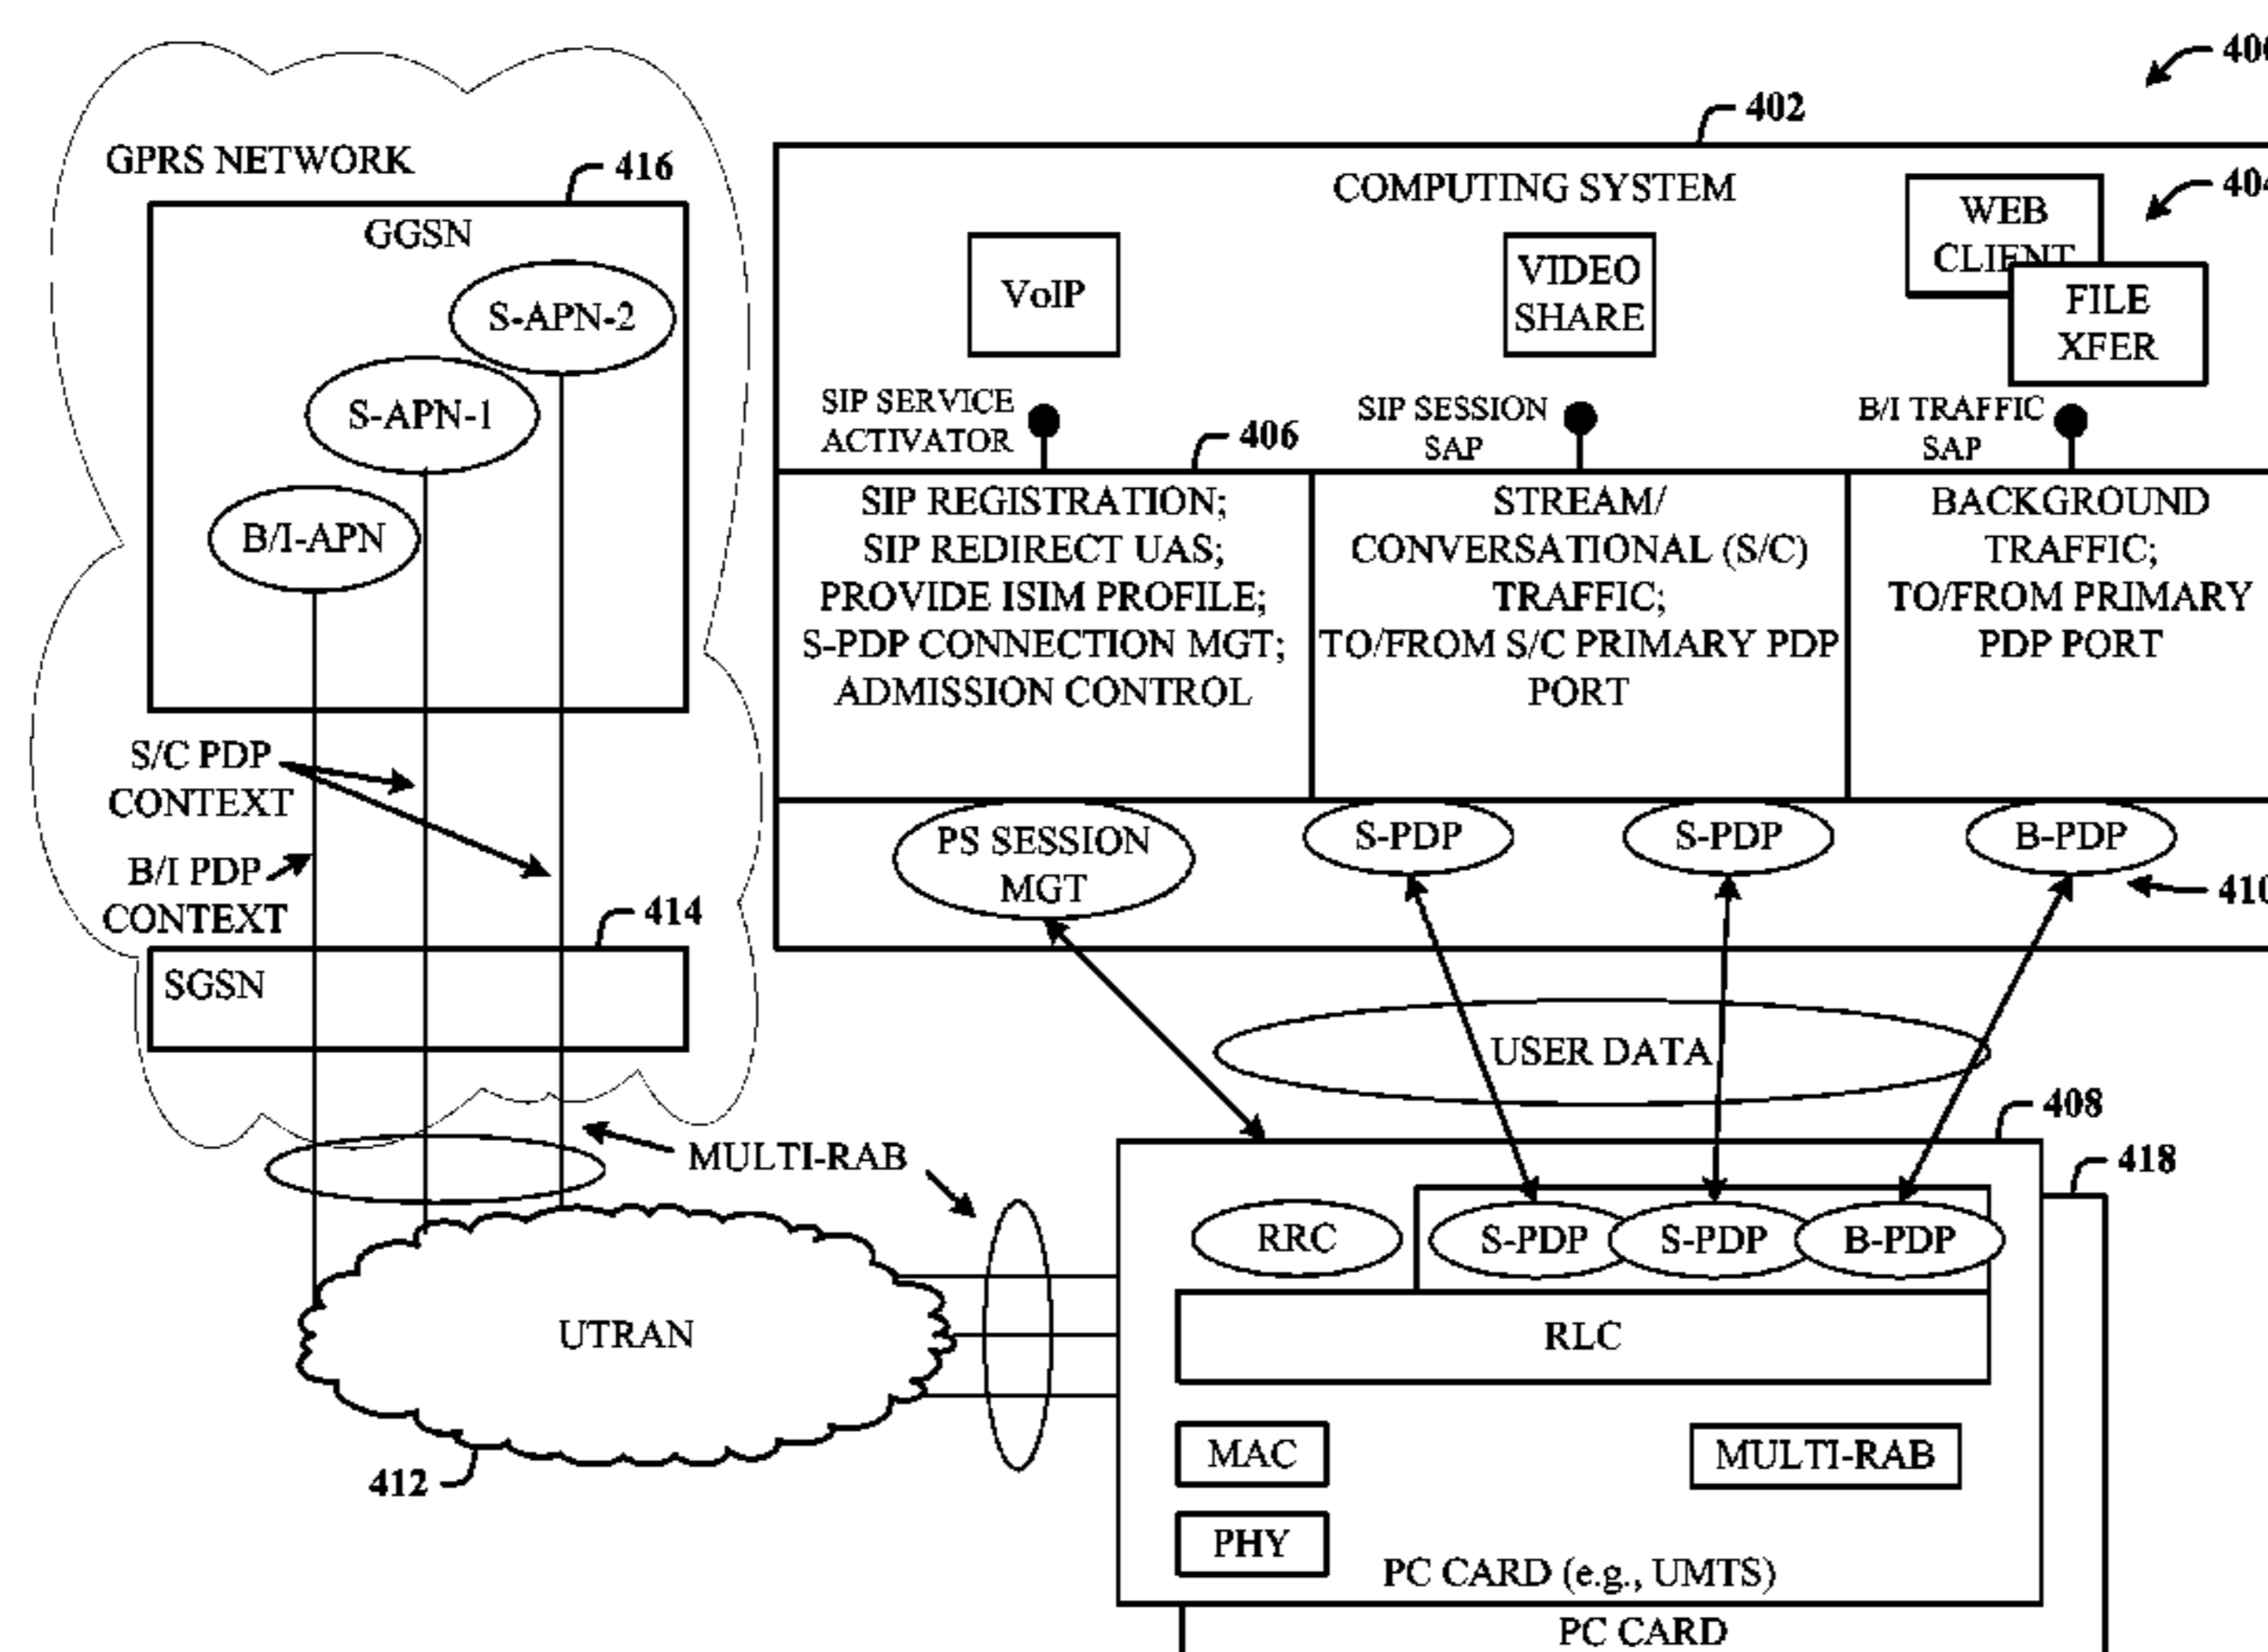 400
402
GPRS NETWORK
416
GGSN
S-APN-2
S-APN-1
B/I-APN
S/C PDP
CONTEXT
B/I PDP
CONTEXT
414
SGSN
MULTI-RAB
UTRAN
412
COMPUTING SYSTEM
404
VoIP
VIDEO
SHARE
WEB
CLIENT
FILE
XFER
SIP SERVICE
ACTIVATOR
406
SIP SESSION
SAP
B/I TRAFFIC
SAP
SIP REGISTRATION;
SIP REDIRECT UAS;
PROVIDE ISIM PROFILE;
S-PDP CONNECTION MGT;
ADMISSION CONTROL
STREAM/
CONVERSATIONAL (S/C)
TRAFFIC;
TO/FROM S/C PRIMARY PDP
PORT
BACKGROUND
TRAFFIC;
TO/FROM PRIMARY
PDP PORT
PS SESSION
MGT
S-PDP
S-PDP
B-PDP
410
USER DATA
408
418
RRC
S-PDP
S-PDP
B-PDP
RLC
MAC
MULTI-RAB
PHY
PC CARD (e.g., UMTS)
PC CARD